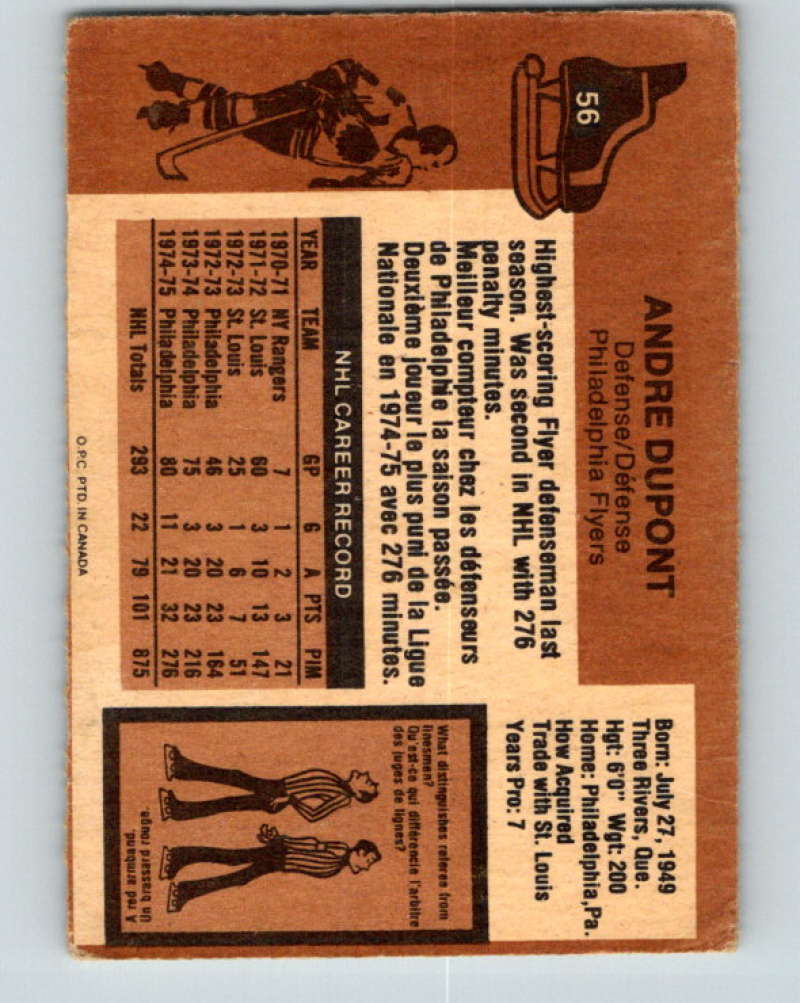 56
ANDRE DUPONT
Defense/Défense
Philadelphia Flyers
Highest-scoring Flyer defenseman last
season. Was second in NHL with 276
penalty minutes.
Meilleur compteur chez les défenseurs
de Philadelphie la saison passée.
Deuxième joueur le plus puni de la Ligue
Nationale en 1974-75 avec 276 minutes.
Born: July 27, 1949
Three Rivers, Que.
Hgt: 6'0" Wgt: 200
Home: Philadelphia,Pa.
How Acquired
Trade with St. Louis
Years Pro: 7
NHL CAREER RECORD
YEAR TEAM GP G A PTS PIM
1970-71 NY Rangers 7 1 2 3 21
1971-72 St. Louis 60 3 10 13 147
1972-73 St. Louis 25 1 6 7 51
1972-73 Philadelphia 46 3 20 23 164
1973-74 Philadelphia 75 3 20 23 216
1974-75 Philadelphia 80 11 21 32 276
NHL Totals 293 22 79 101 875
What distinguishes referee from
linesmen?
Qu'est-ce qui différencie l'arbitre
des juges de lignes?
A red armband.
Un brassard rouge.
O.P.C. PTD. IN CANADA